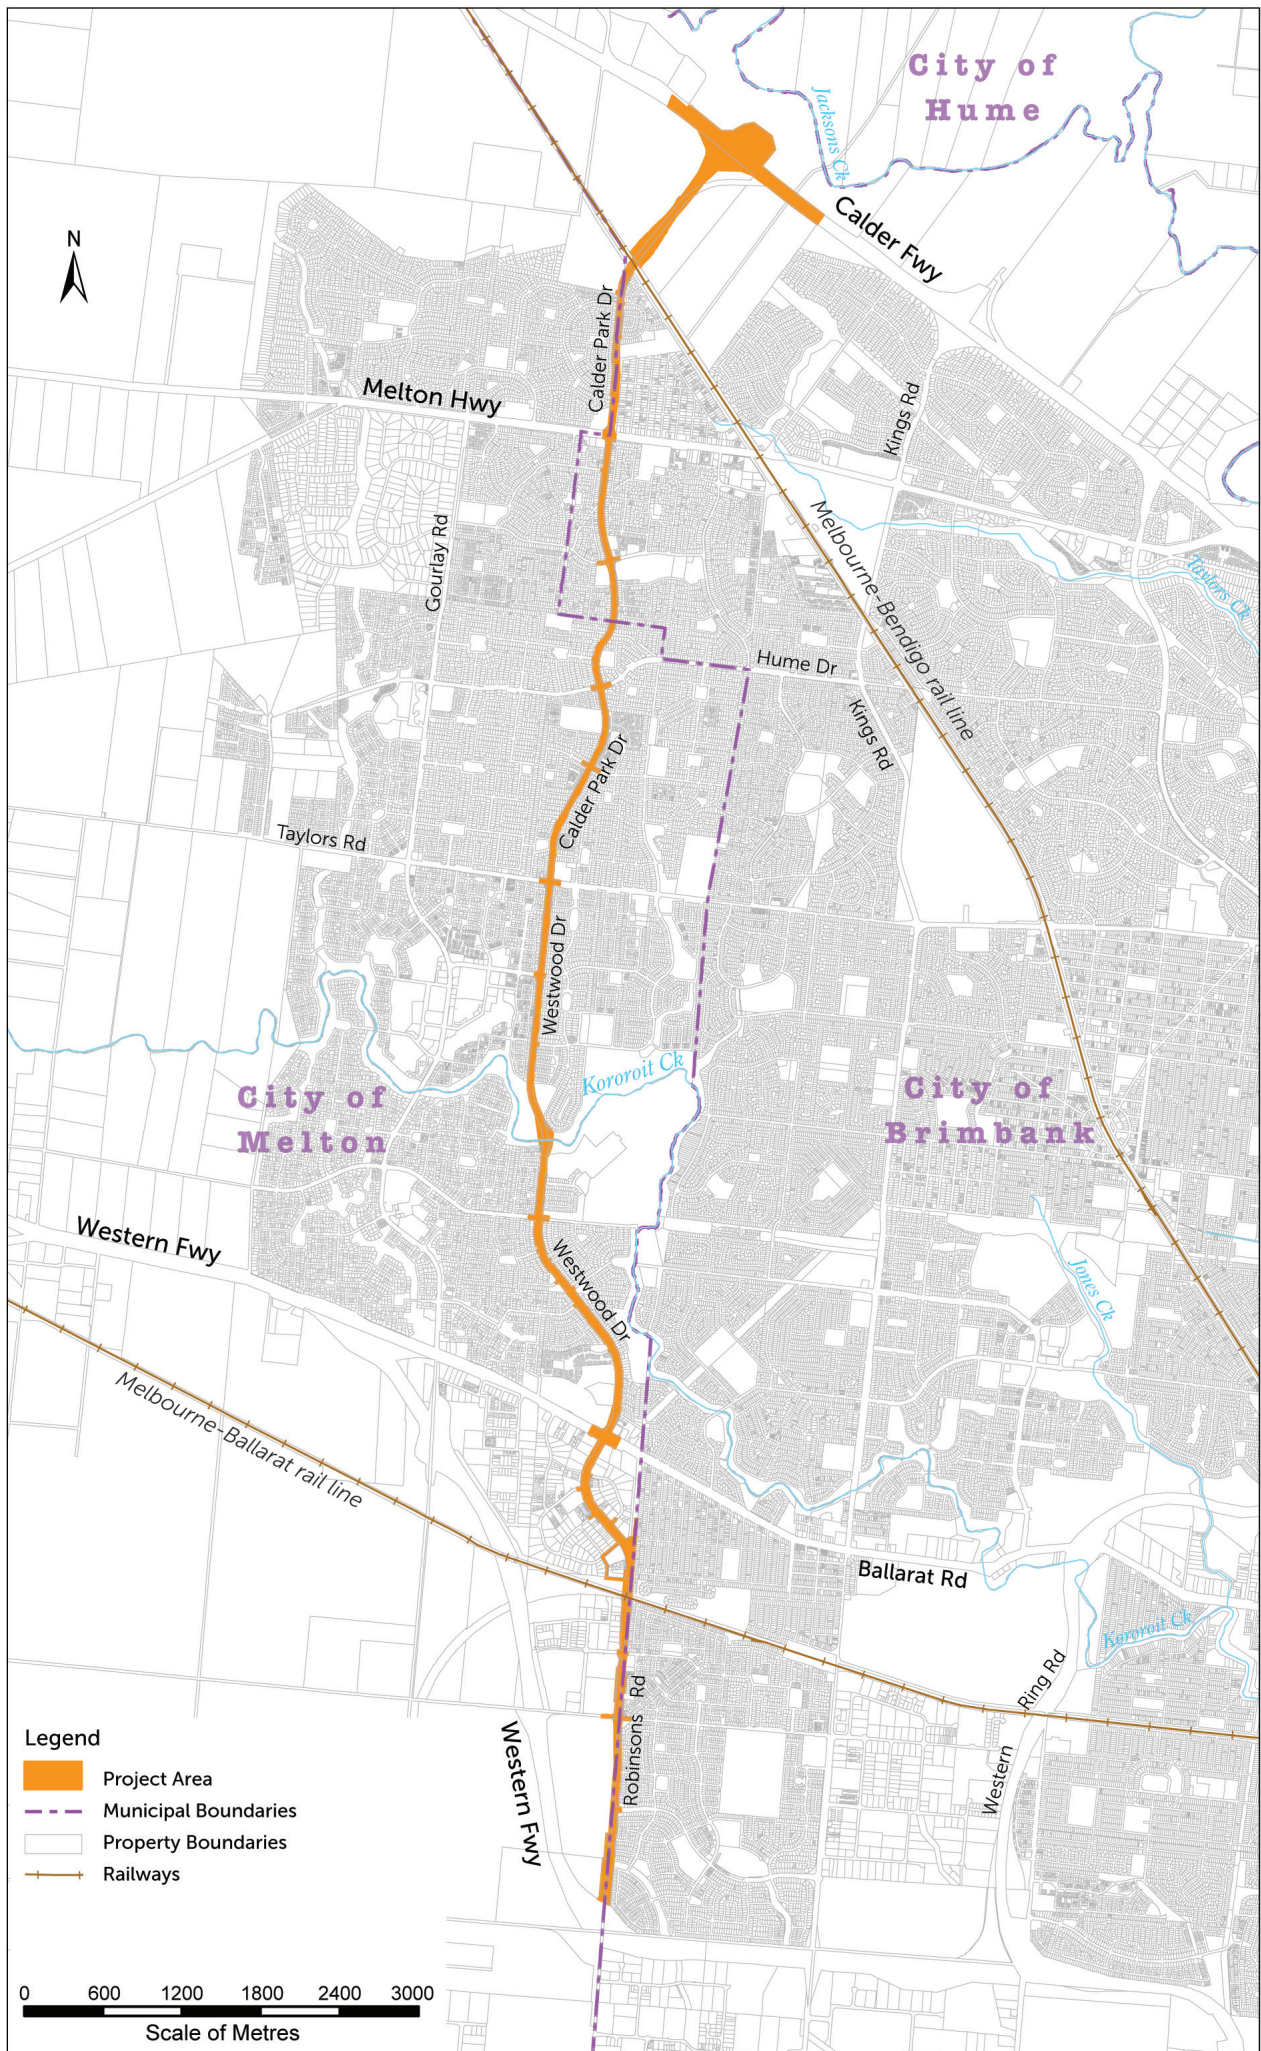 City of
Hume
Jacksons Ck
Calder Fwy
N
Calder Park Dr
Melton Hwy
Kings Rd
Gourlay Rd
Melbourne-Bendigo rail line
Taylors Ck
Hume Dr
Kings Rd
Calder Park Dr
Taylors Rd
Westwood Dr
Kororoit Ck
City of
Melton
City of
Brimbank
Western Fwy
Westwood Dr
Jones Ck
Melbourne-Ballarat rail line
Ballarat Rd
Kororoit Ck
Ring Rd
Western
Robinsons Rd
Western Fwy
Legend
Project Area
Municipal Boundaries
Property Boundaries
Railways
0 600 1200 1800 2400 3000
Scale of Metres